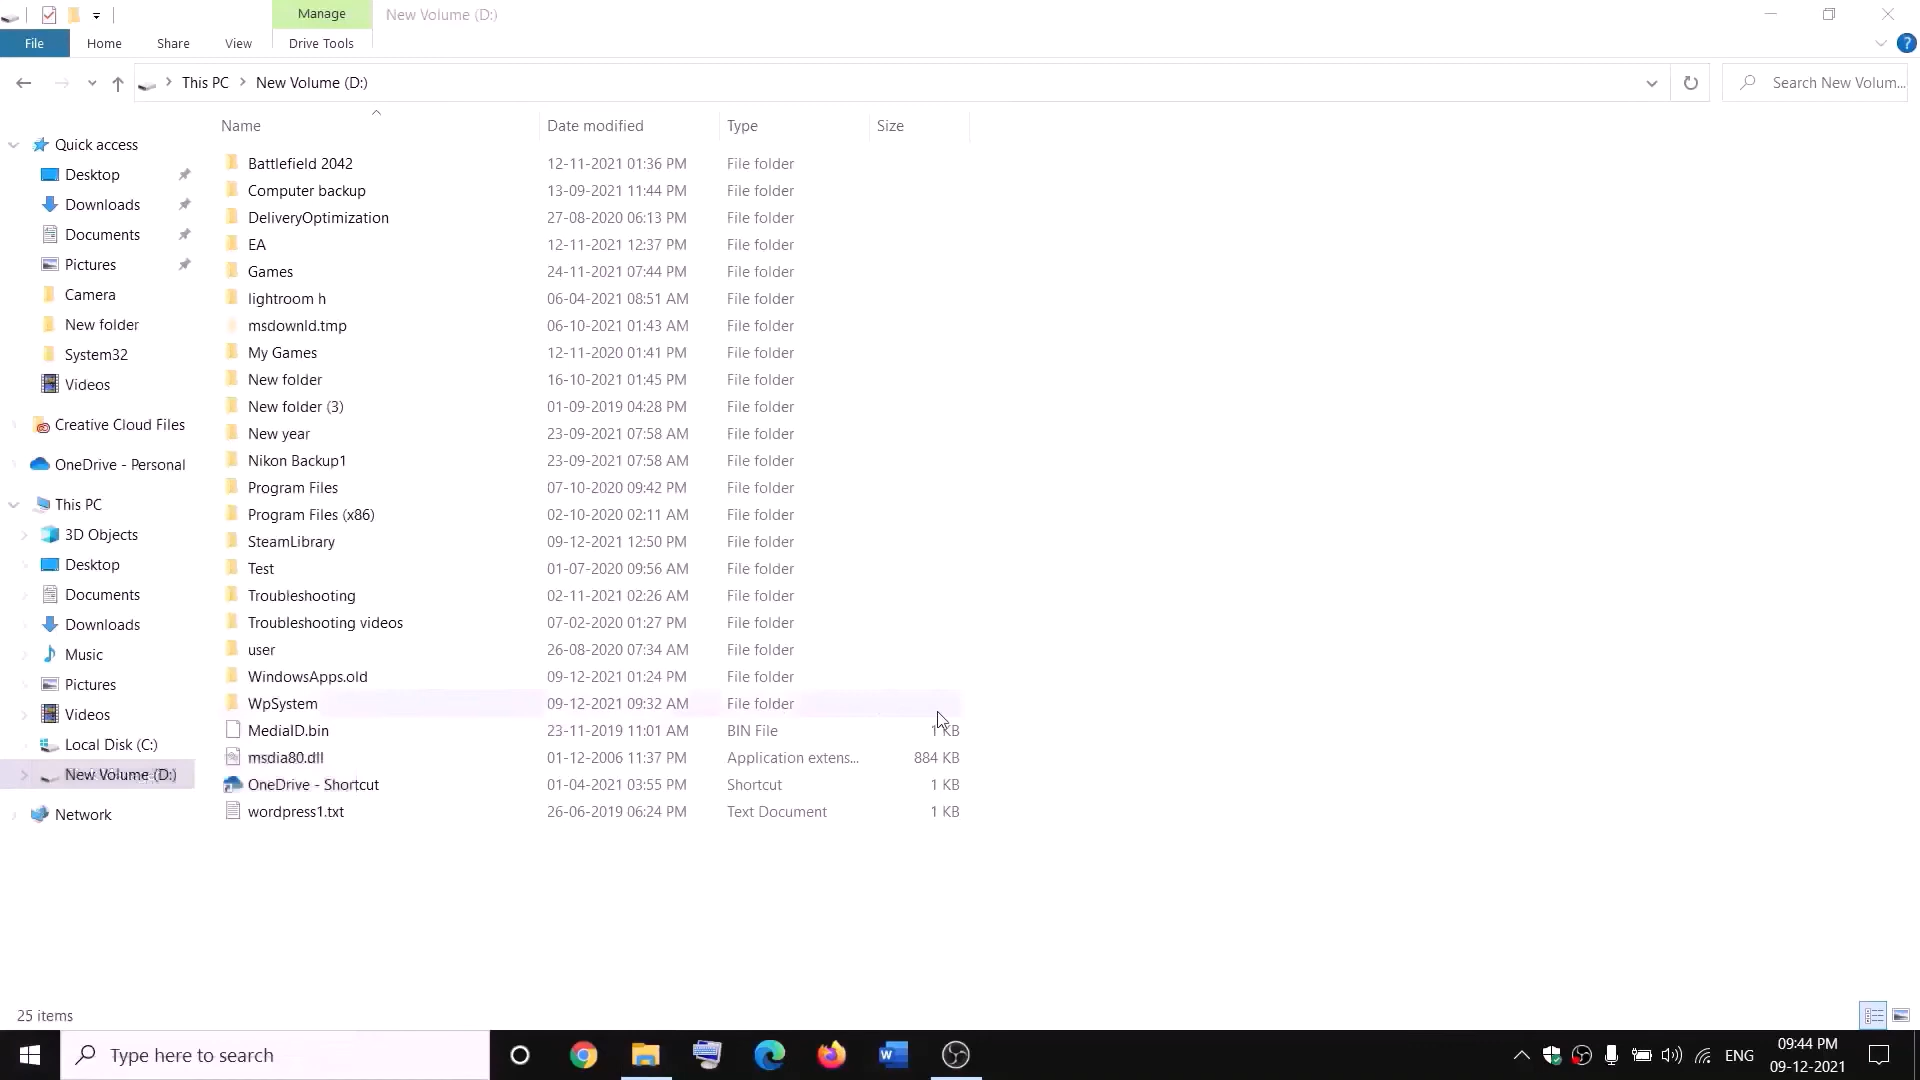 Manage New Volume (D:)
File Home Share View Drive Tools
This PC New Volume (D:) Search New Volum...
Name Date modified Type Size
Quick access
Desktop
Downloads
Documents
Pictures
Camera
New folder
System32
Videos
Creative Cloud Files
OneDrive - Personal
This PC
3D Objects
Desktop
Documents
Downloads
Music
Pictures
Videos
Local Disk (C:)
New Volume (D:)
Network
Battlefield 2042 12-11-2021 01:36 PM File folder
Computer backup 13-09-2021 11:44 PM File folder
DeliveryOptimization 27-08-2020 06:13 PM File folder
EA 12-11-2021 12:37 PM File folder
Games 24-11-2021 07:44 PM File folder
lightroom h 06-04-2021 08:51 AM File folder
msdownld.tmp 06-10-2021 01:43 AM File folder
My Games 12-11-2020 01:41 PM File folder
New folder 16-10-2021 01:45 PM File folder
New folder (3) 01-09-2019 04:28 PM File folder
New year 23-09-2021 07:58 AM File folder
Nikon Backup1 23-09-2021 07:58 AM File folder
Program Files 07-10-2020 09:42 PM File folder
Program Files (x86) 02-10-2020 02:11 AM File folder
SteamLibrary 09-12-2021 12:50 PM File folder
Test 01-07-2020 09:56 AM File folder
Troubleshooting 02-11-2021 02:26 AM File folder
Troubleshooting videos 07-02-2020 01:27 PM File folder
user 26-08-2020 07:34 AM File folder
WindowsApps.old 09-12-2021 01:24 PM File folder
WpSystem 09-12-2021 09:32 AM File folder
MediaID.bin 23-11-2019 11:01 AM BIN File 1 KB
msdia80.dll 01-12-2006 11:37 PM Application extens... 884 KB
OneDrive - Shortcut 01-04-2021 03:55 PM Shortcut 1 KB
wordpress1.txt 26-06-2019 06:24 PM Text Document 1 KB
25 items
Type here to search
ENG
09:44 PM
09-12-2021